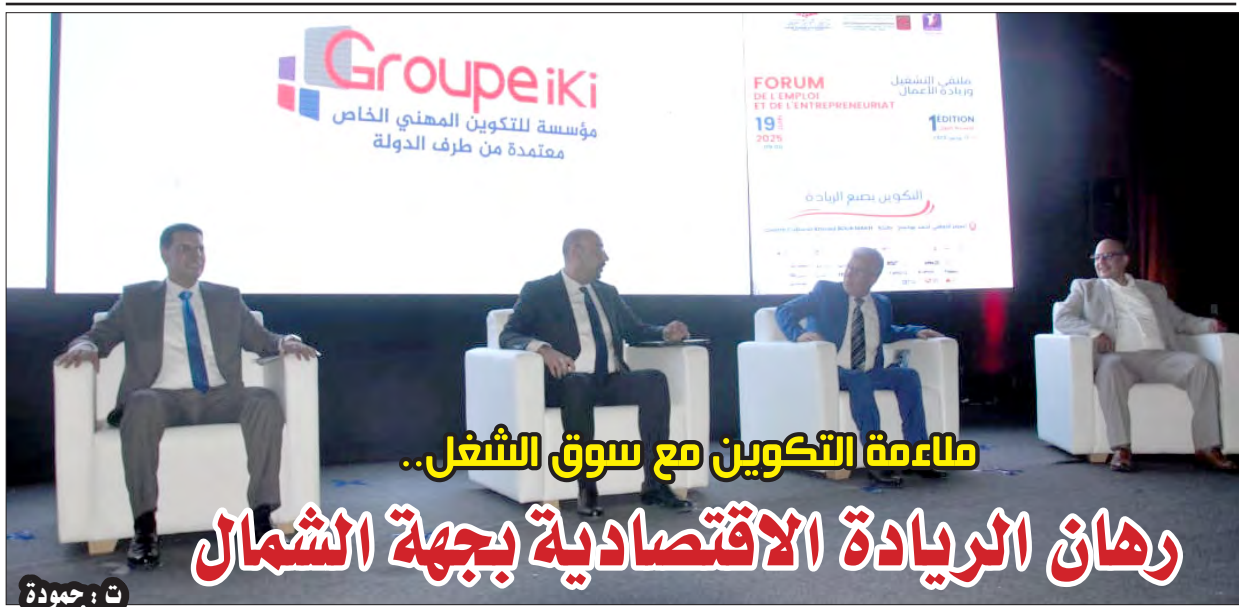 Groupe iKi
مؤسسة للتكوين المهني الخاص
معتمدة من طرف الدولة
FORUM
DE L'EMPLOI
ET DE L'ENTREPRENEURIAT
19
2025
ملتقى التشغيل
وريادة الأعمال
1 EDITION
التكوين يصنع الريادة
ملاءمة التكوين مع سوق الشغل..
رهان الريادة الاقتصادية بجهة الشمال
ت : حمودة